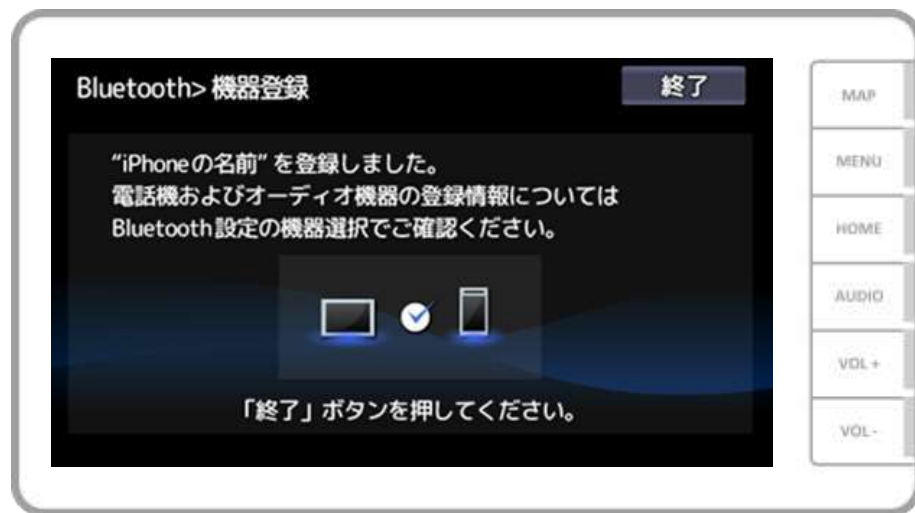 Bluetooth> 機器登録
終了
“iPhoneの名前” を登録しました。
電話機およびオーディオ機器の登録情報については
Bluetooth設定の機器選択でご確認ください。
「終了」ボタンを押してください。
MAP
MENU
HOME
AUDIO
VOL +
VOL -